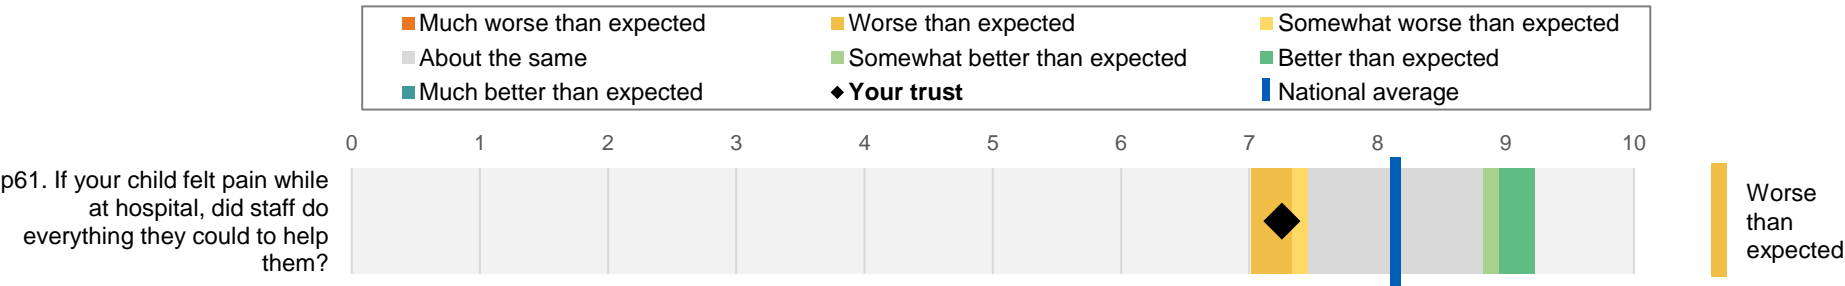 Much worse than expected Worse than expected Somewhat worse than expected
About the same Somewhat better than expected Better than expected
Much better than expected Your trust National average
0 1 2 3 4 5 6 7 8 9 10
p61. If your child felt pain while
at hospital, did staff do
everything they could to help
them?
Worse
than
expected